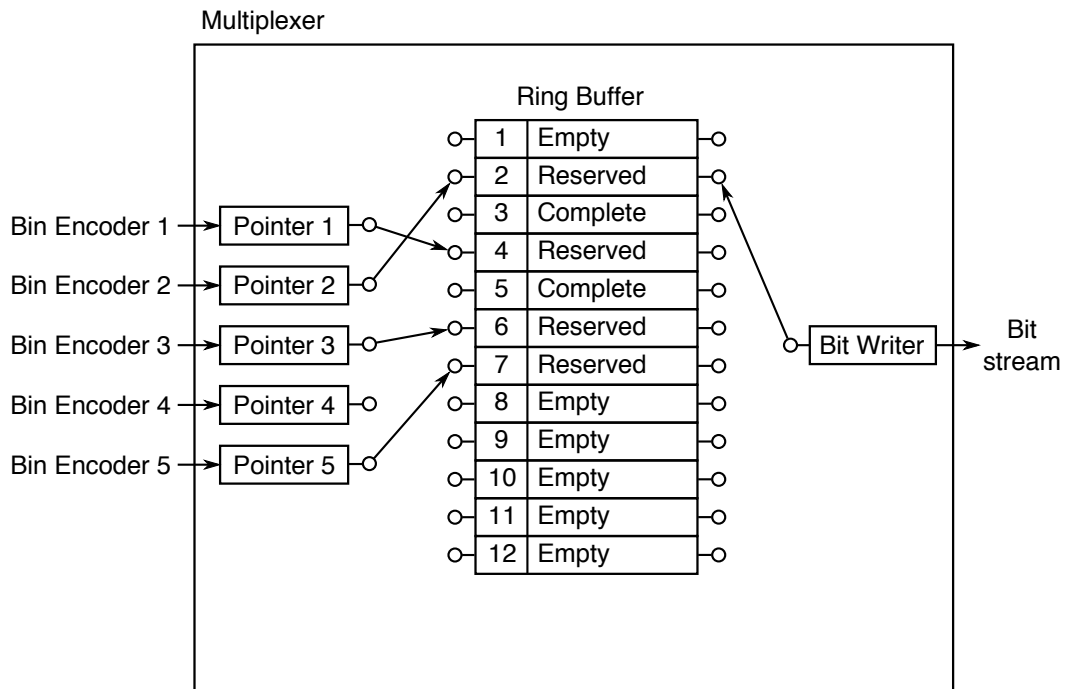 Multiplexer
Ring Buffer
1 Empty
2 Reserved
3 Complete
4 Reserved
5 Complete
6 Reserved
7 Reserved
8 Empty
9 Empty
10 Empty
11 Empty
12 Empty
Bin Encoder 1 Pointer 1
Bin Encoder 2 Pointer 2
Bin Encoder 3 Pointer 3
Bin Encoder 4 Pointer 4
Bin Encoder 5 Pointer 5
Bit Writer
Bit
stream